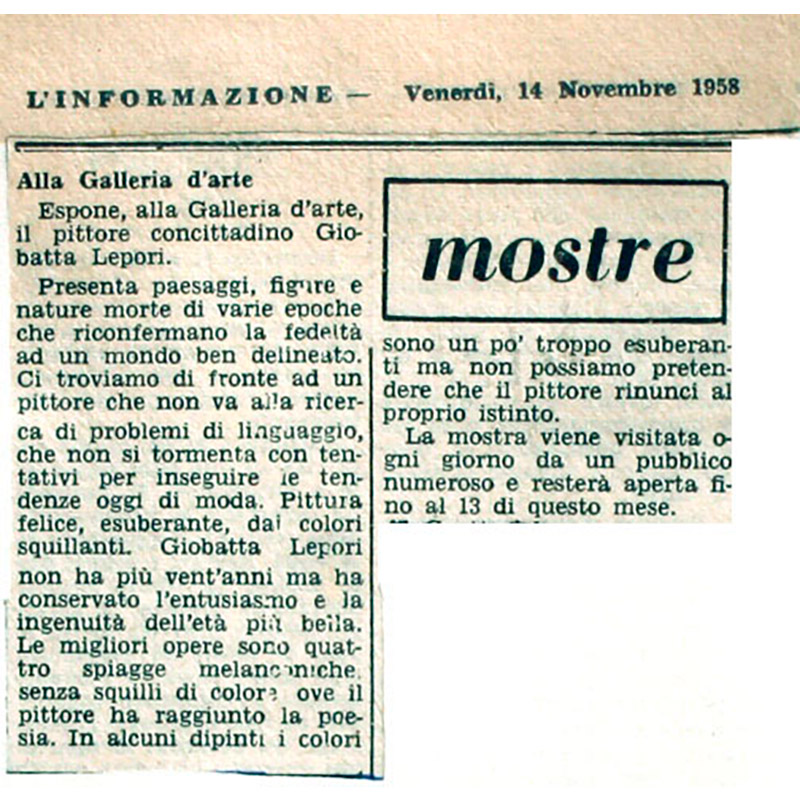 L'INFORMAZIONE — Venerdì, 14 Novembre 1958
Alla Galleria d'arte
Espone, alla Galleria d'arte,
il pittore concittadino Gio-
batta Lepori.
Presenta paesaggi, figure e
nature morte di varie epoche
che riconfermano la fedeltà
ad un mondo ben delineato.
Ci troviamo di fronte ad un
pittore che non va alla ricer-
ca di problemi di linguaggio,
che non si tormenta con ten-
tativi per inseguire le ten-
denze oggi di moda. Pittura
felice, esuberante, dai colori
squillanti. Giobatta Lepori
non ha più vent'anni ma ha
conservato l'entusiasmo e la
ingenuità dell'età più bella.
Le migliori opere sono quat-
tro spiagge melanconiche
senza squilli di colore ove il
pittore ha raggiunto la poe-
sia. In alcuni dipinti i colori
mostre
sono un po' troppo esuberan-
ti ma non possiamo preten-
dere che il pittore rinunci al
proprio istinto.
La mostra viene visitata o-
gni giorno da un pubblico
numeroso e resterà aperta fi-
no al 13 di questo mese.